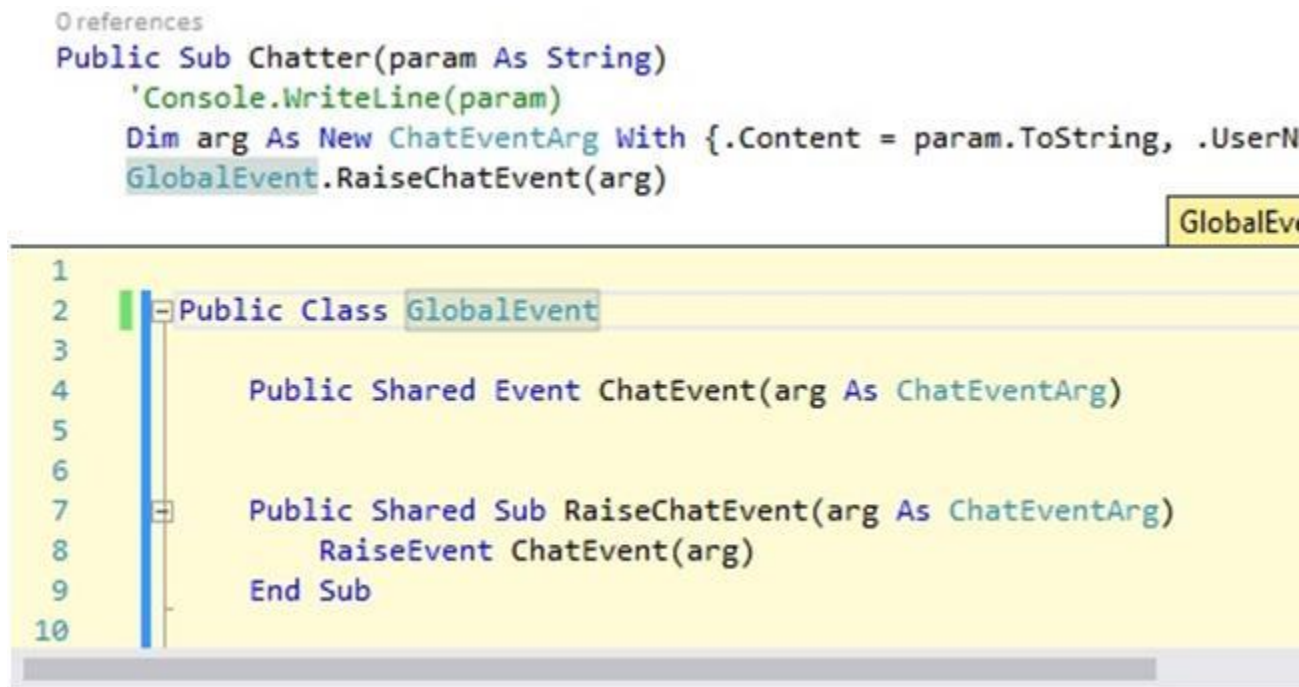 0 references
Public Sub Chatter(param As String)
'Console.WriteLine(param)
Dim arg As New ChatEventArg With {.Content = param.ToString, .UserN
GlobalEvent.RaiseChatEvent(arg)
GlobalEve
1
2 Public Class GlobalEvent
3
4 Public Shared Event ChatEvent(arg As ChatEventArg)
5
6
7 Public Shared Sub RaiseChatEvent(arg As ChatEventArg)
8 RaiseEvent ChatEvent(arg)
9 End Sub
10